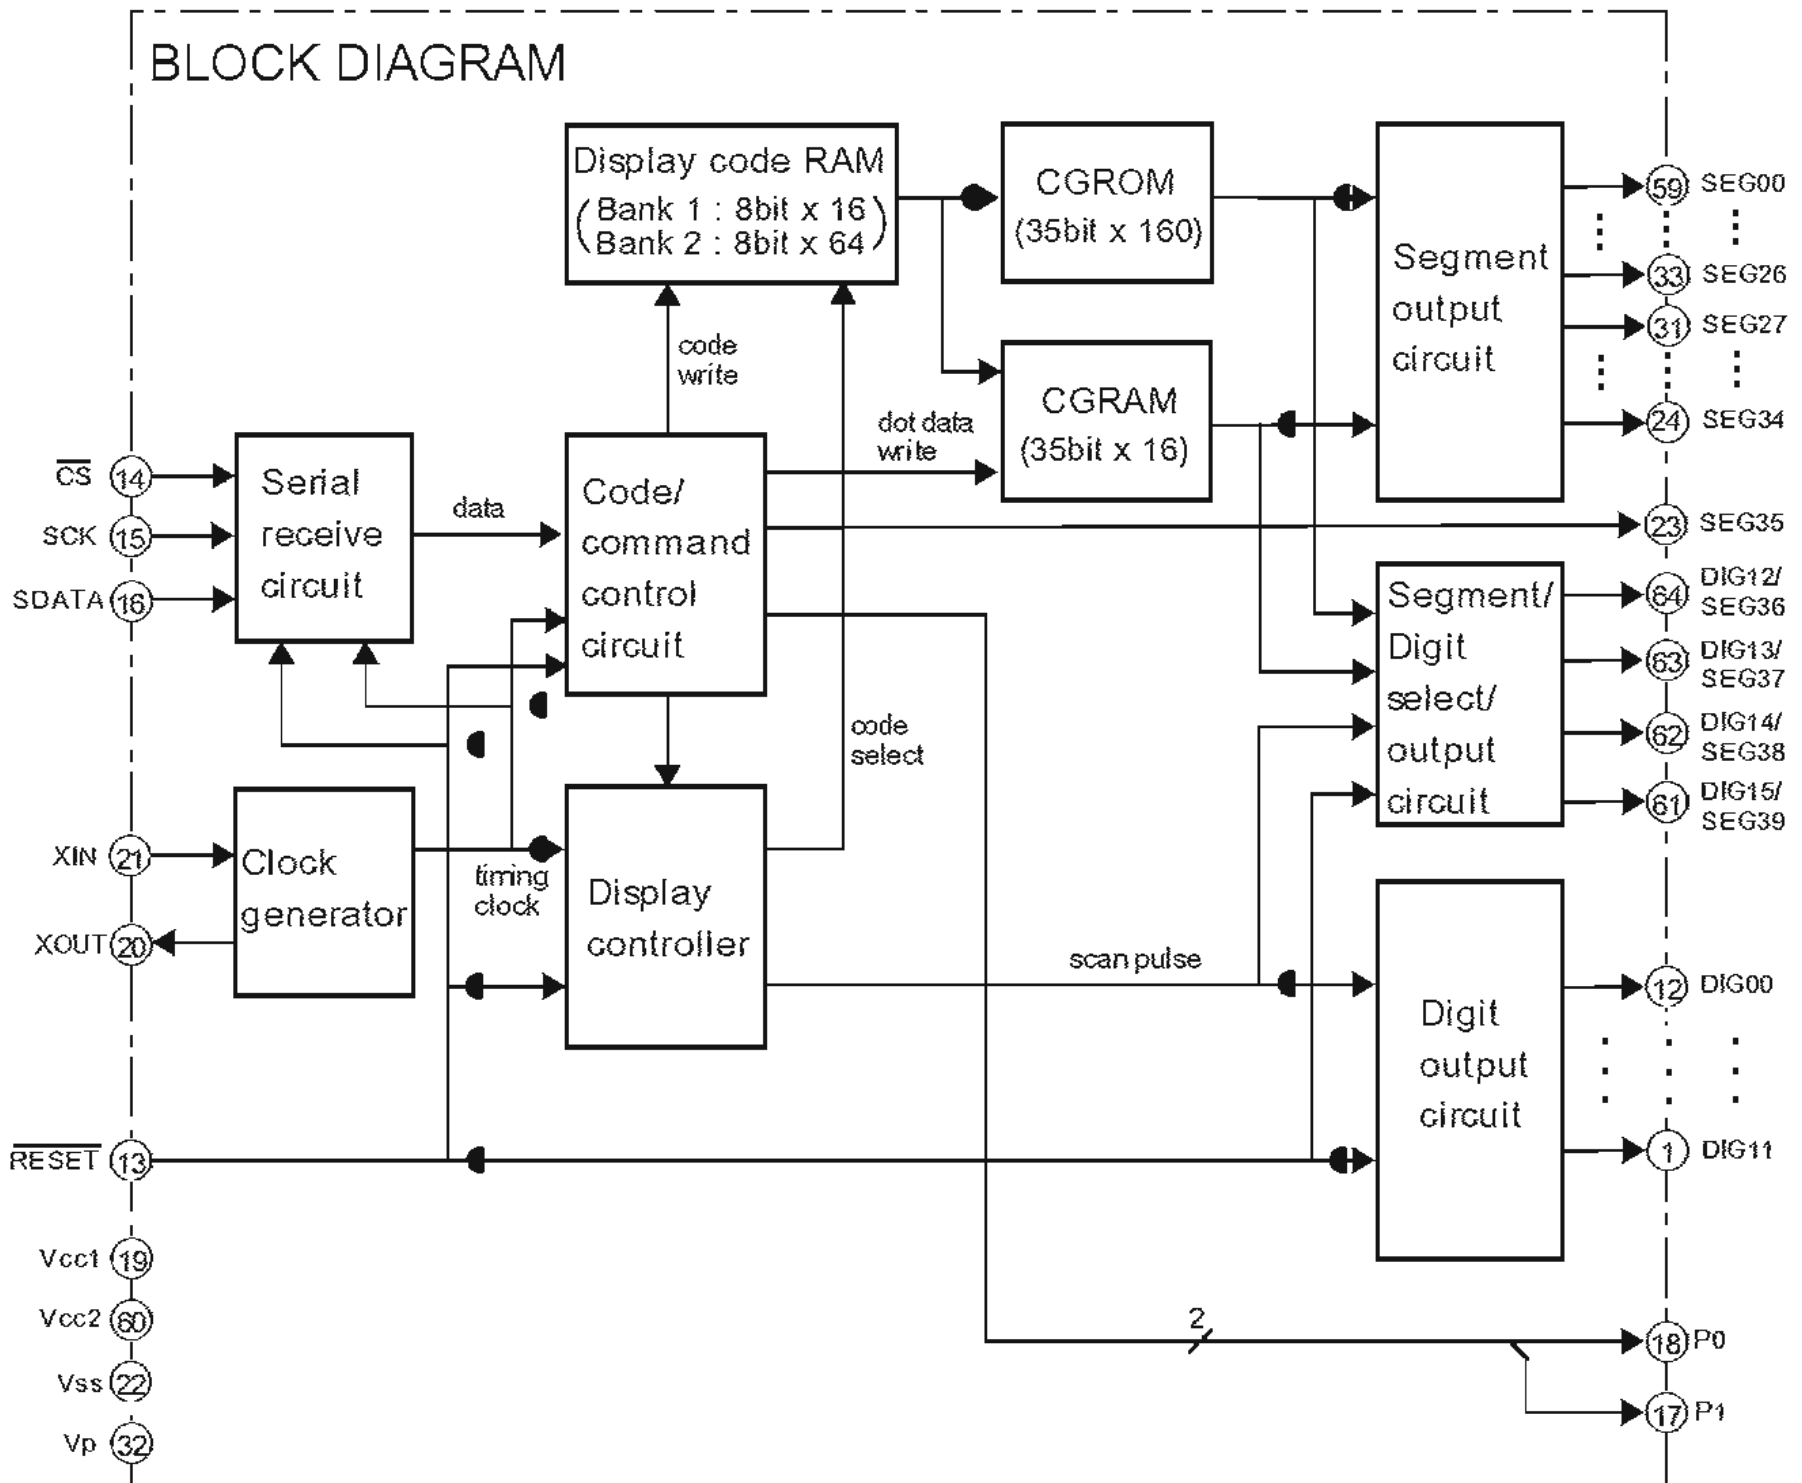 BLOCK DIAGRAM
Display code RAM
(Bank 1 : 8bit x 16
Bank 2 : 8bit x 64)
CGROM
(35bit x 160)
CGRAM
(35bit x 16)
Segment
output
circuit
59 SEG00
33 SEG26
31 SEG27
24 SEG34
23 SEG35
code
write
dot data
write
CS 14
SCK 15
SDATA 16
Serial
receive
circuit
data
Code/
command
control
circuit
Segment/
Digit
select/
output
circuit
64 DIG12/
SEG36
63 DIG13/
SEG37
62 DIG14/
SEG38
61 DIG15/
SEG39
code
select
XIN 21
XOUT 20
Clock
generator
timing
clock
Display
controller
scan pulse
Digit
output
circuit
12 DIG00
1 DIG11
RESET 13
Vcc1 19
Vcc2 60
Vss 22
Vp 32
2
18 P0
17 P1